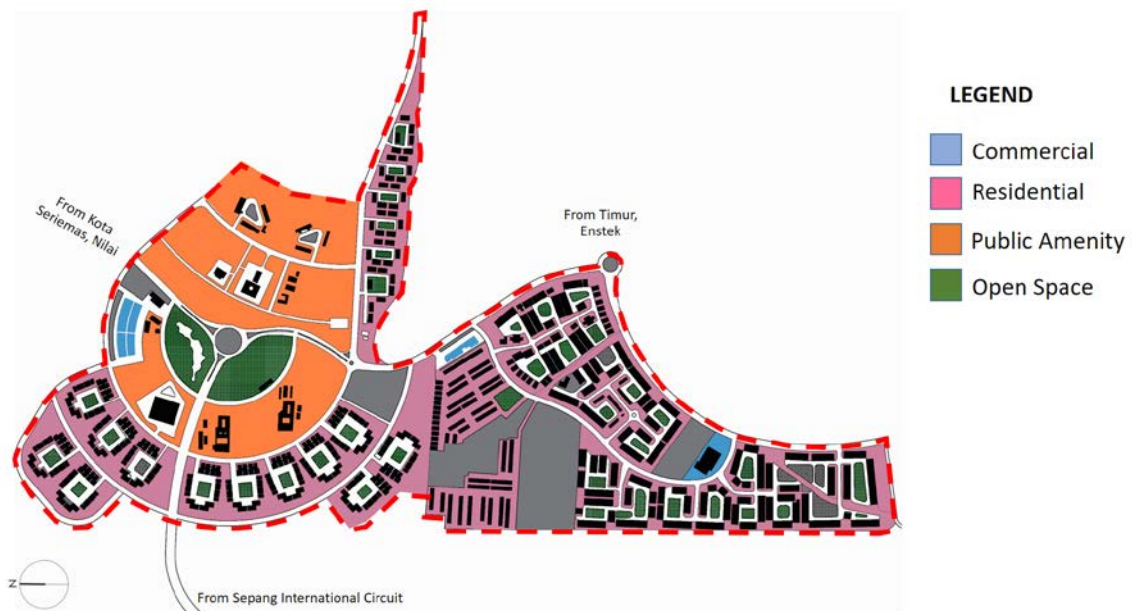 LEGEND
Commercial
Residential
Public Amenity
Open Space
From Kota
Seriemas, Nilai
From Timur,
Enstek
From Sepang International Circuit
Z